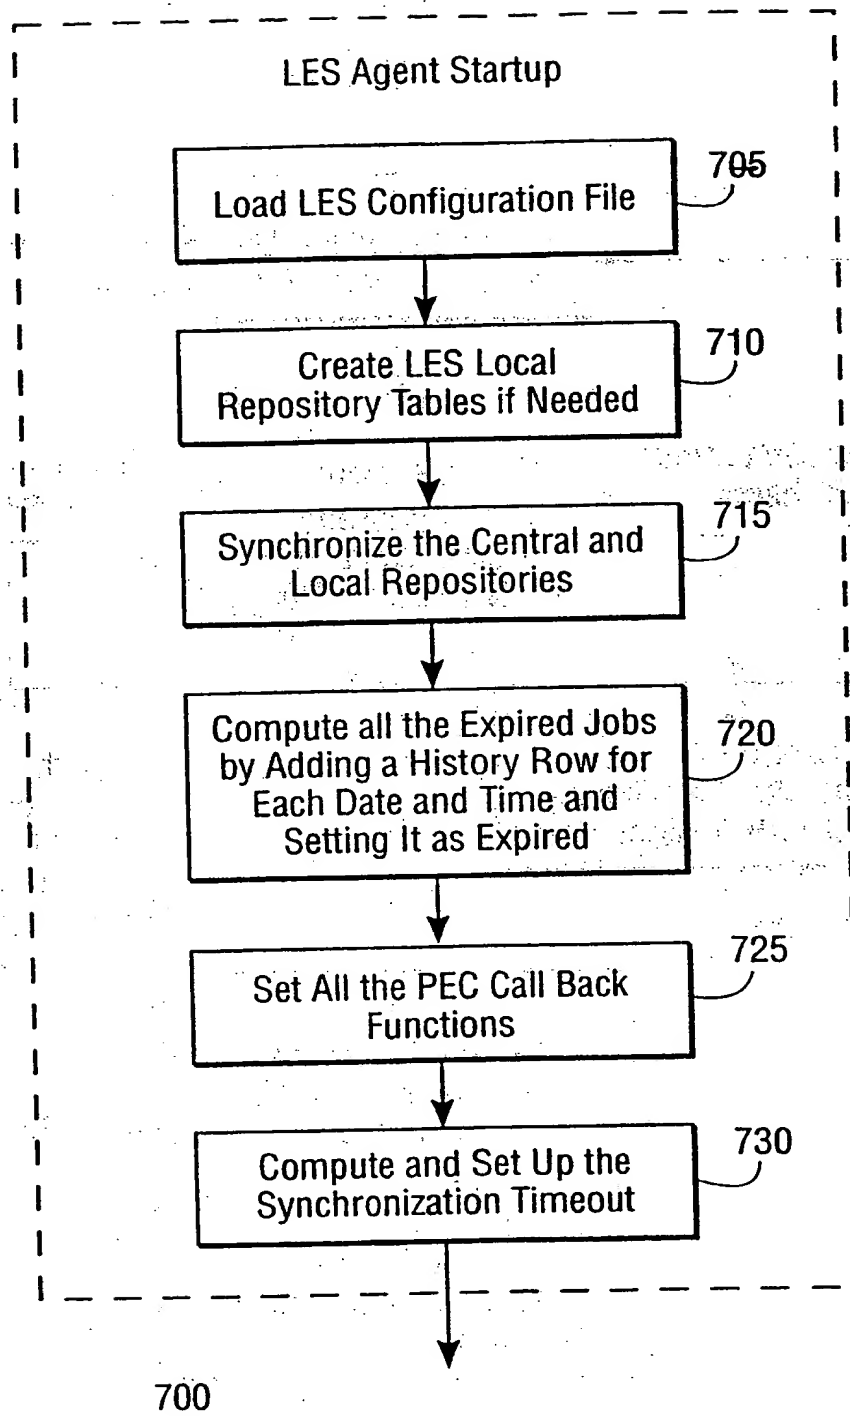 LES Agent Startup
705
Load LES Configuration File
710
Create LES Local
Repository Tables if Needed
715
Synchronize the Central and
Local Repositories
720
Compute all the Expired Jobs
by Adding a History Row for
Each Date and Time and
Setting It as Expired
725
Set All the PEC Call Back
Functions
730
Compute and Set Up the
Synchronization Timeout
700